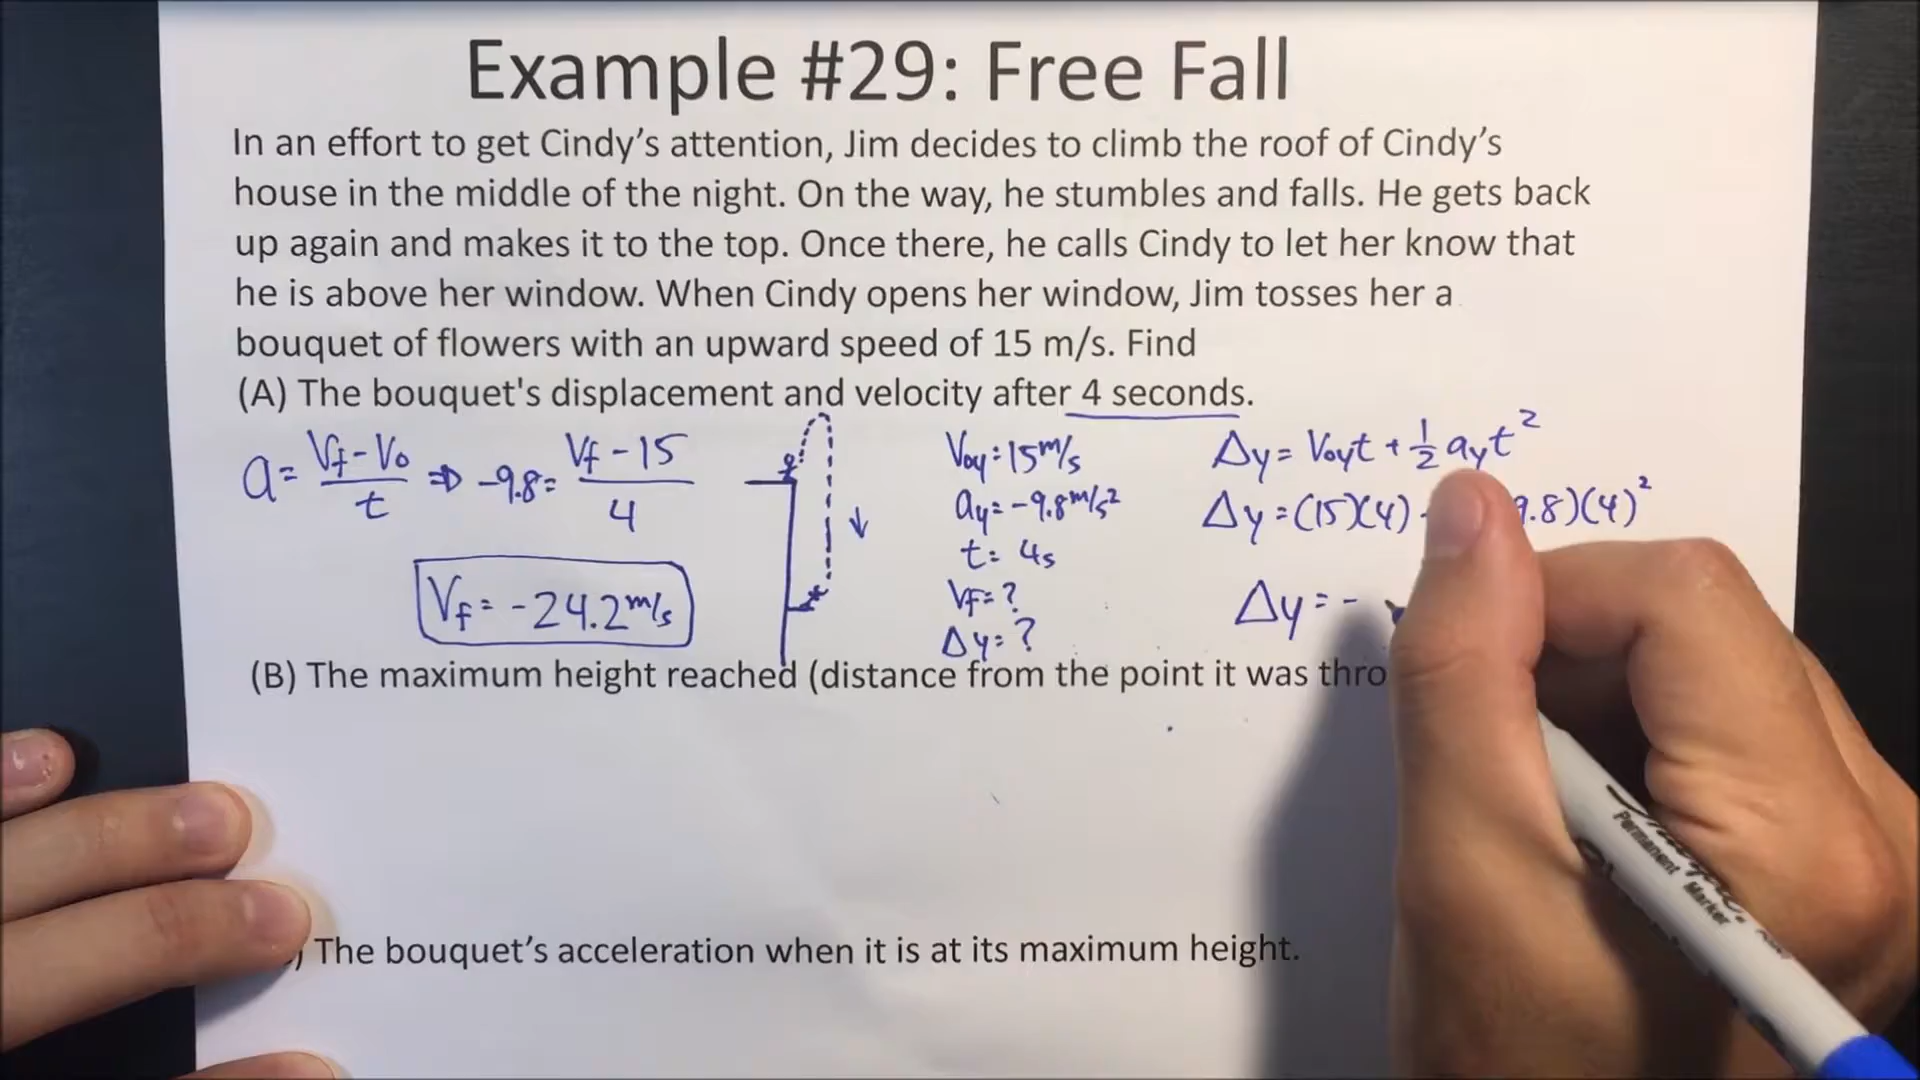 Example #29: Free Fall
In an effort to get Cindy’s attention, Jim decides to climb the roof of Cindy’s
house in the middle of the night. On the way, he stumbles and falls. He gets back
up again and makes it to the top. Once there, he calls Cindy to let her know that
he is above her window. When Cindy opens her window, Jim tosses her a
bouquet of flowers with an upward speed of 15 m/s. Find
(A) The bouquet's displacement and velocity after 4 seconds.
a = (Vf - Vo)/t ⇒ -9.8 = (Vf - 15)/4
Vf = -24.2 m/s
Voy = 15 m/s
ay = -9.8 m/s²
t = 4s
Vf = ?
Δy = ?
Δy = Voyt + ½ ayt²
Δy = (15)(4) 9.8)(4)²
Δy = -
(B) The maximum height reached (distance from the point it was thro
The bouquet’s acceleration when it is at its maximum height.
Permanent Marker